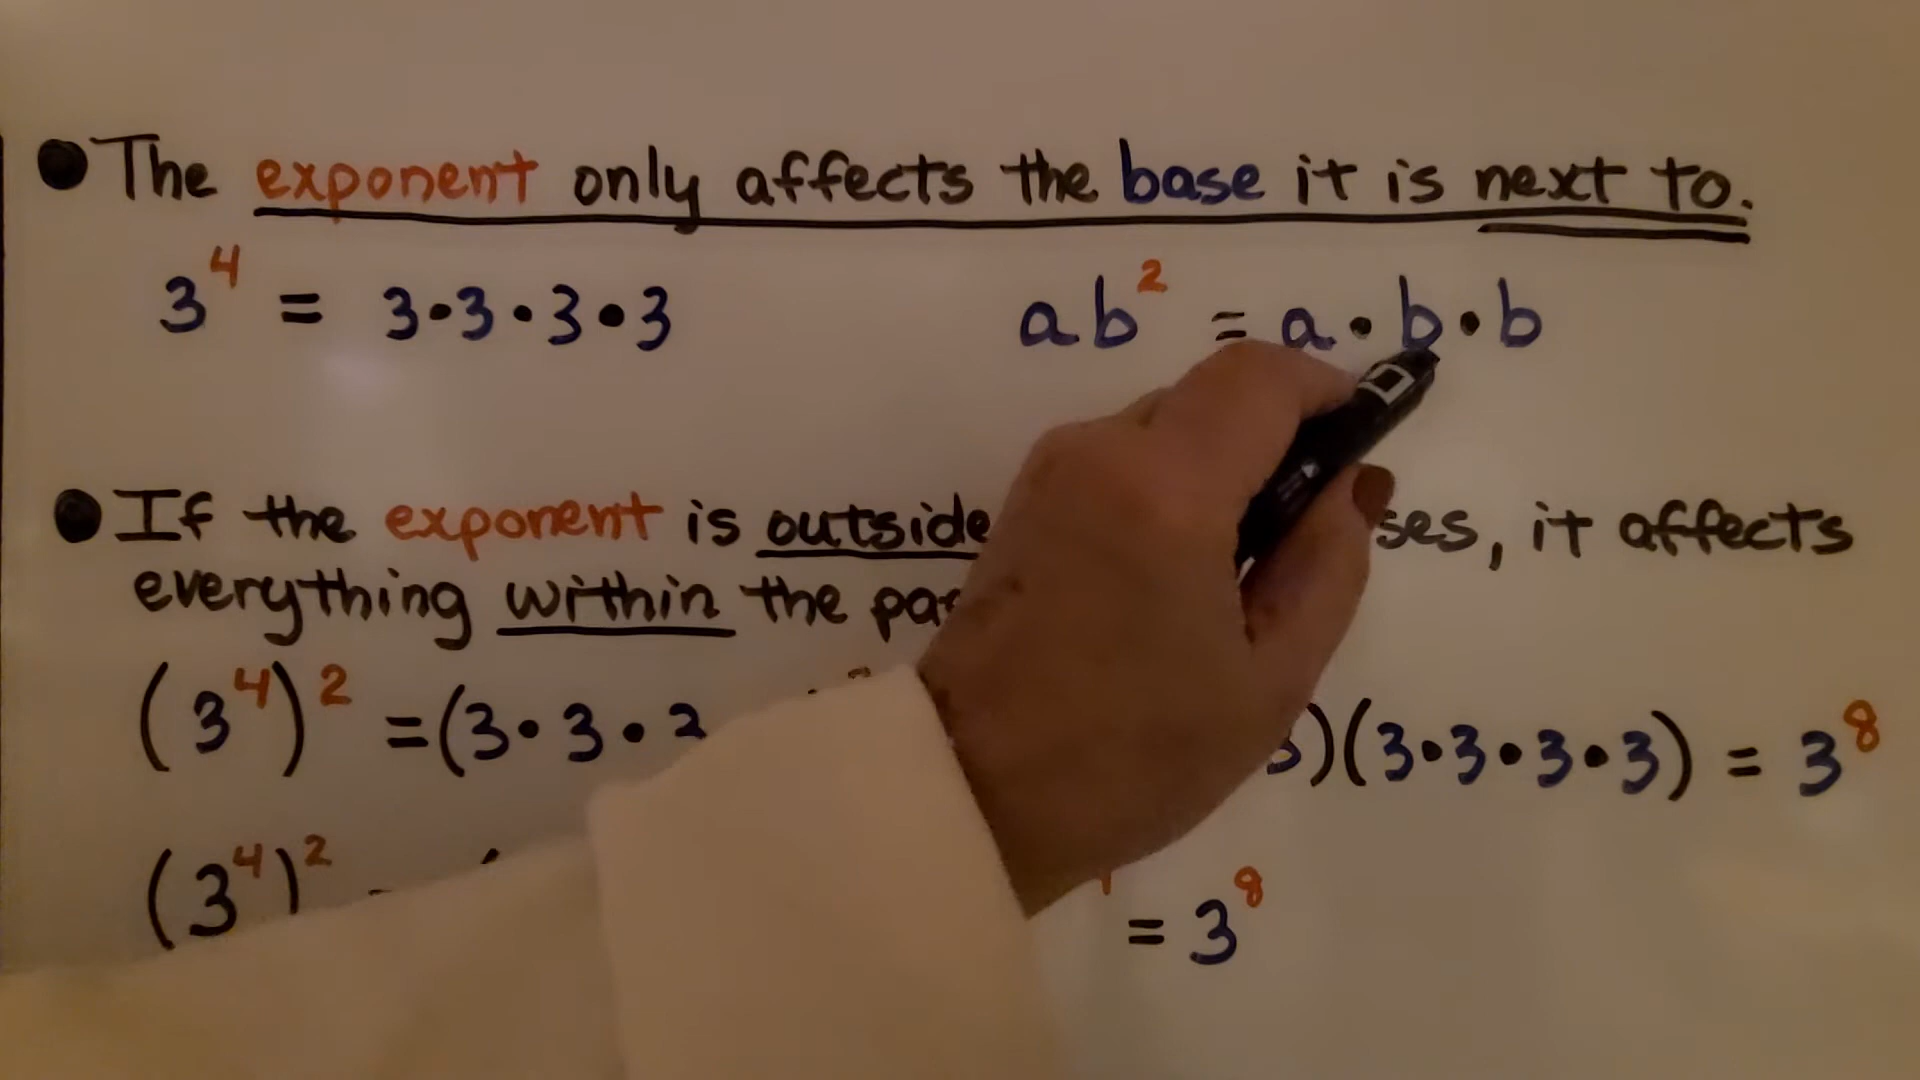 ● The exponent only affects the base it is next to.
3⁴ = 3•3•3•3 ab² = a•b•b
● If the exponent is outside , it affects
everything within the
(3⁴)² = (3•3• )(3•3•3•3) = 3⁸
(3⁴)² = 3⁸